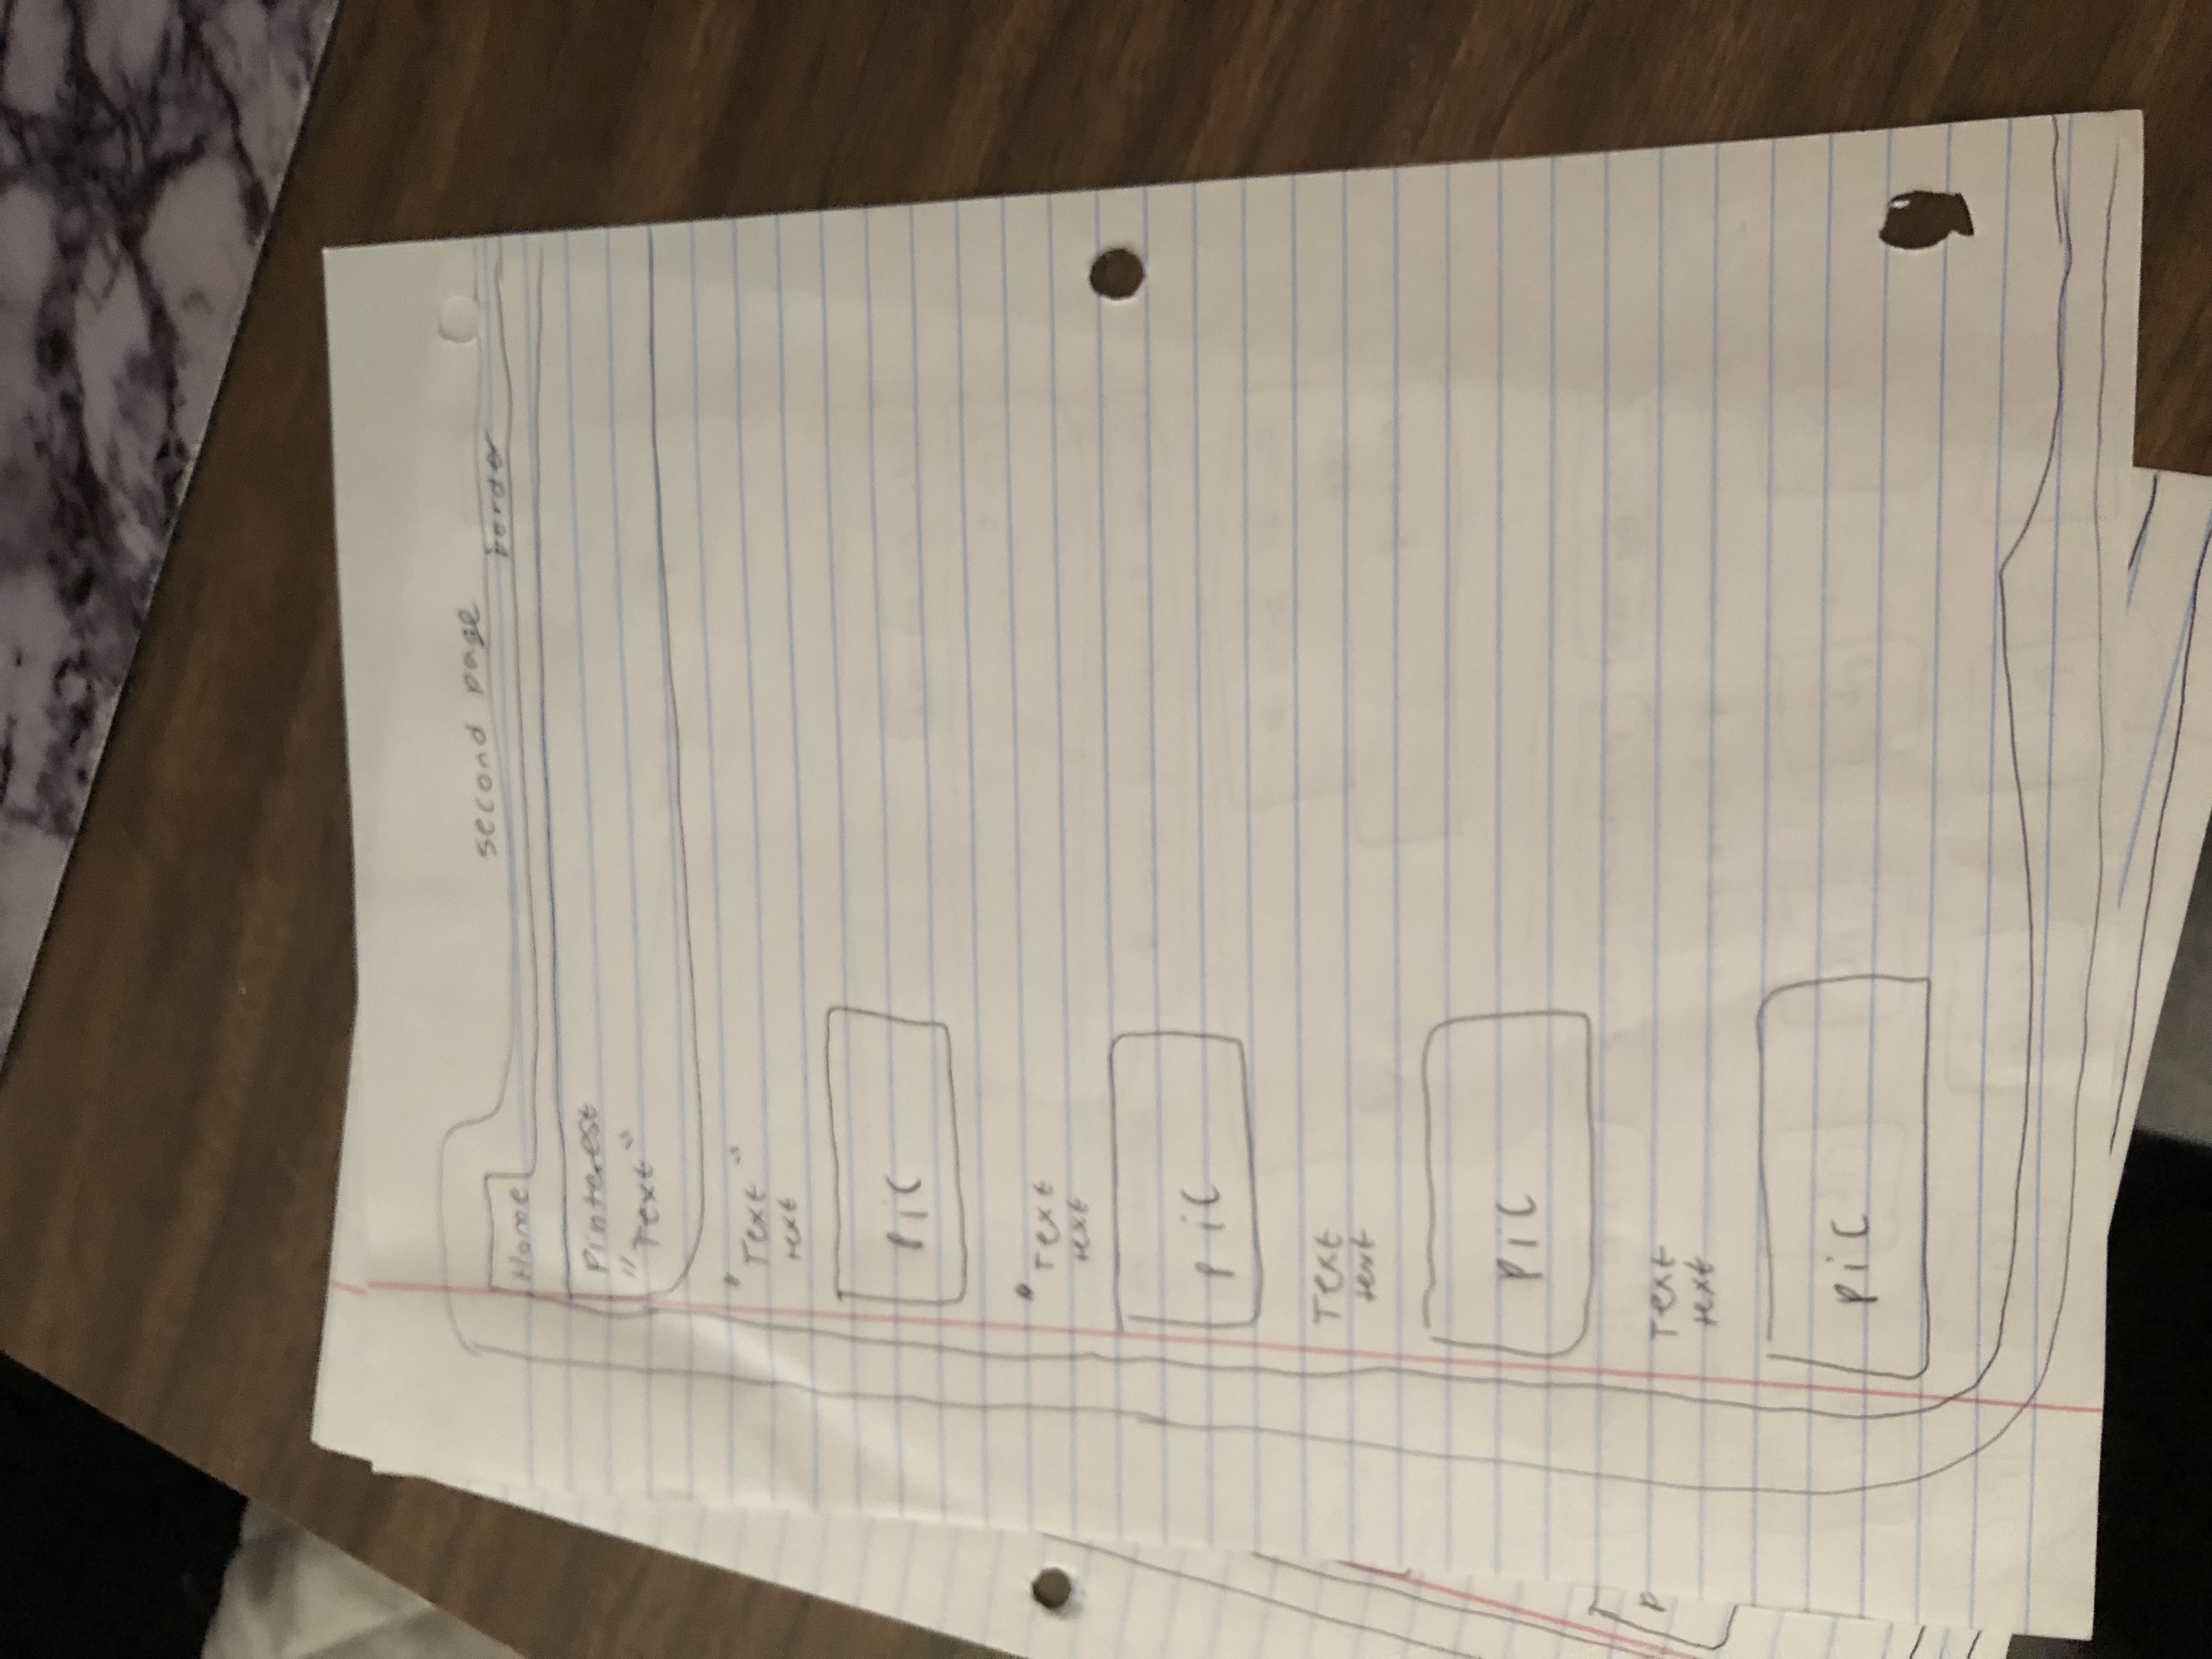 second page
border
Home
Pinterest
"Text"
"Text"
text
pic
"Text
text
pic
Text
text
pic
Text
text
pic
P